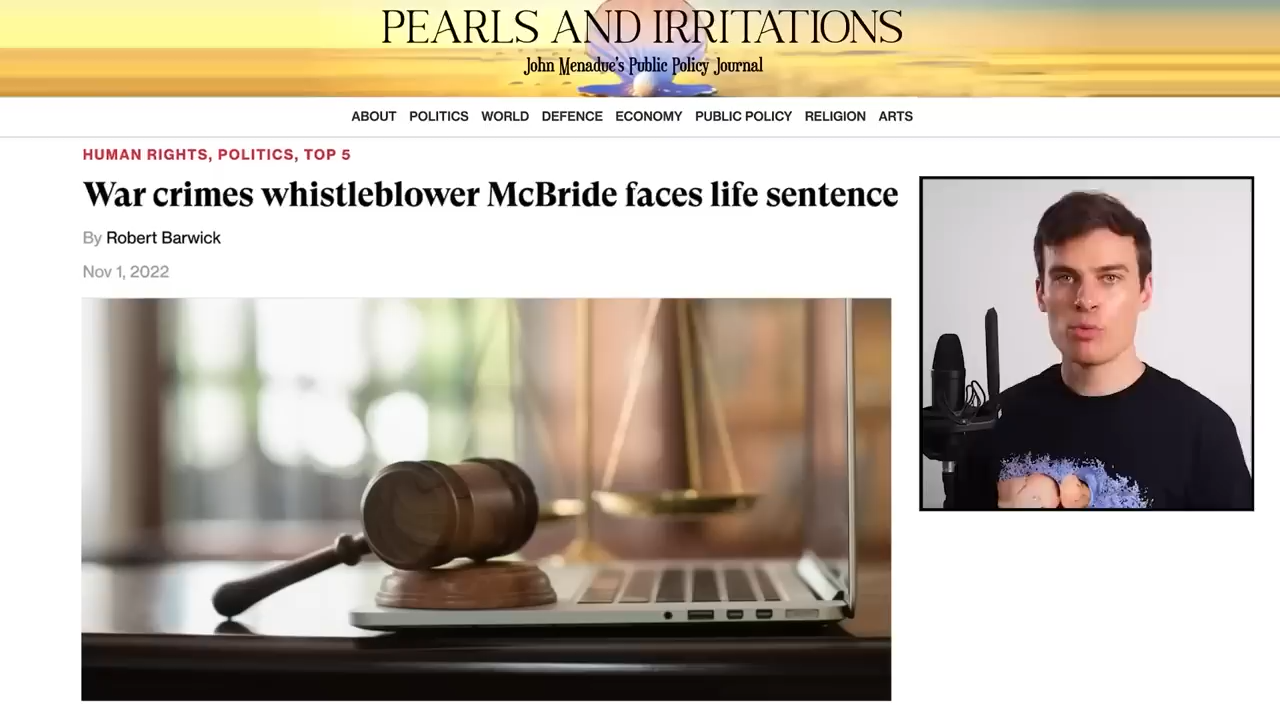 PEARLS AND IRRITATIONS
John Menadue's Public Policy Journal
ABOUT POLITICS WORLD DEFENCE ECONOMY PUBLIC POLICY RELIGION ARTS
HUMAN RIGHTS, POLITICS, TOP 5
War crimes whistleblower McBride faces life sentence
By Robert Barwick
Nov 1, 2022